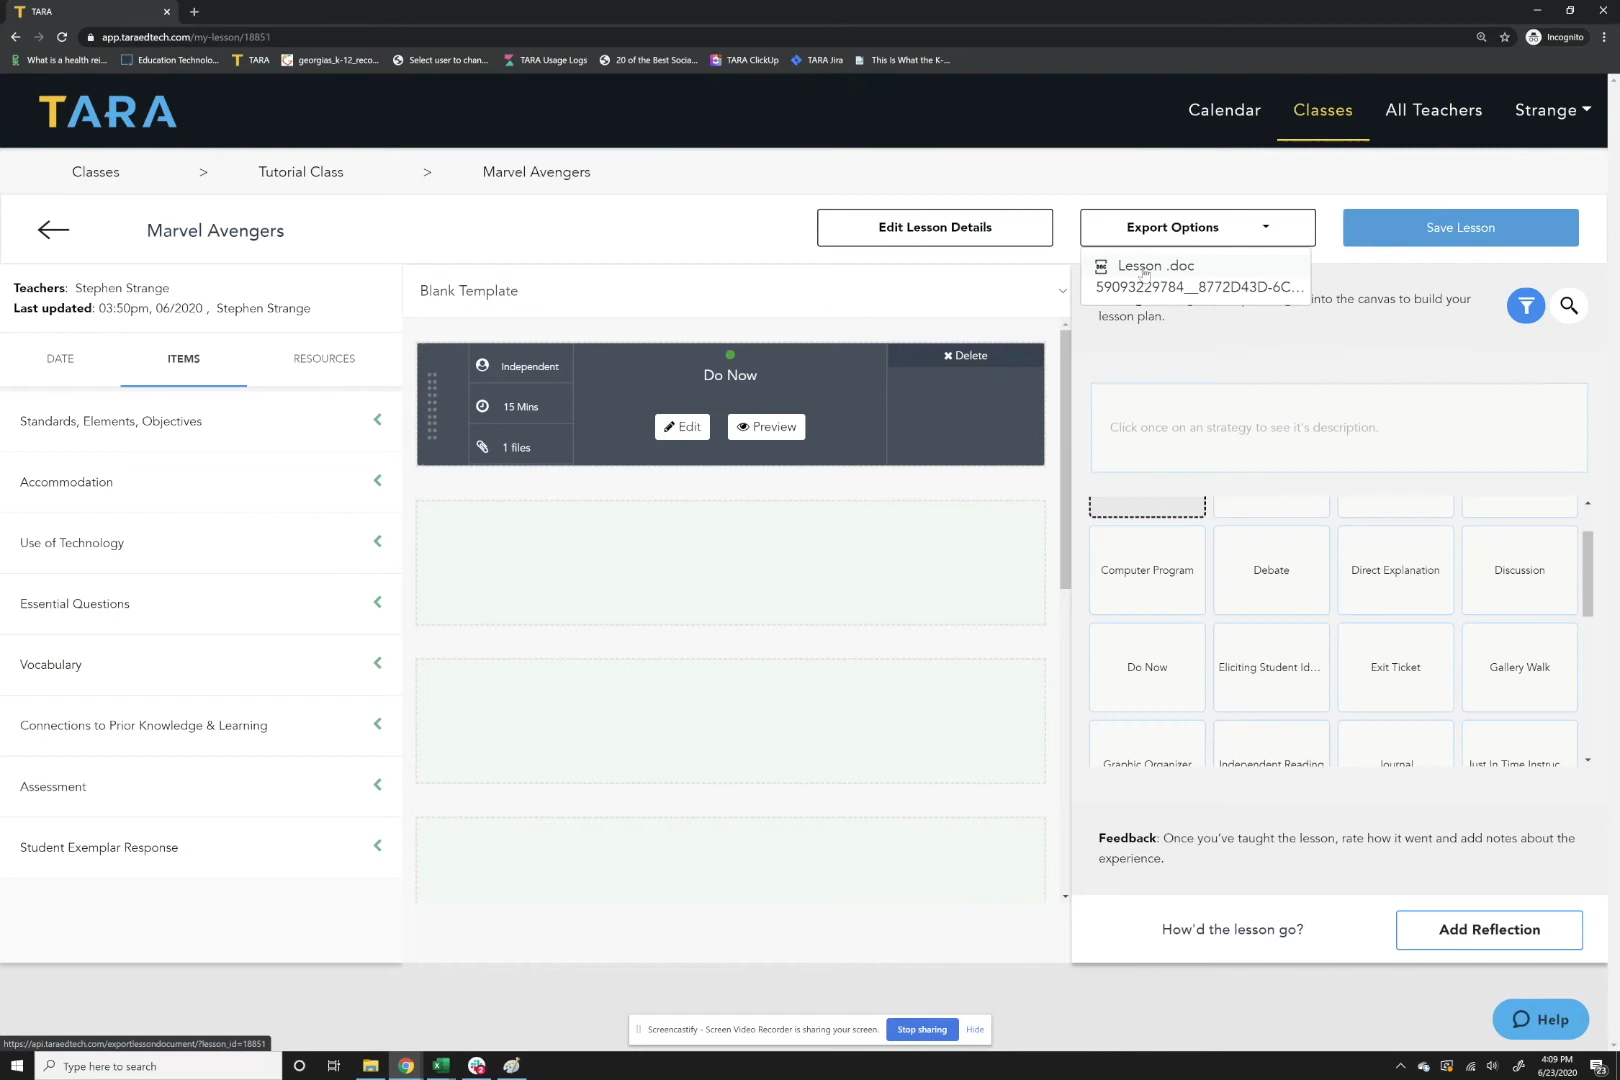 TARA
app.taraedtech.com/my-lesson/18851
Incognito
What is a health rei...
Education Technolo...
TARA
georgias_k-12_reco...
Select user to chan...
TARA Usage Logs
20 of the Best Socia...
TARA ClickUp
TARA Jira
This Is What the K-...
TARA
Calendar
Classes
All Teachers
Strange
Classes > Tutorial Class > Marvel Avengers
Marvel Avengers
Edit Lesson Details
Export Options
Save Lesson
Lesson .doc
59093229784__8772D43D-6C...
Teachers: Stephen Strange
Last updated: 03:50pm, 06/2020 , Stephen Strange
DATE
ITEMS
RESOURCES
Standards, Elements, Objectives
Accommodation
Use of Technology
Essential Questions
Vocabulary
Connections to Prior Knowledge & Learning
Assessment
Student Exemplar Response
Blank Template
Independent
15 Mins
1 files
Do Now
Edit
Preview
Delete
into the canvas to build your
lesson plan.
Click once on an strategy to see it's description.
Computer Program
Debate
Direct Explanation
Discussion
Do Now
Eliciting Student Id...
Exit Ticket
Gallery Walk
Graphic Organizer
Independent Reading
Journal
Just In Time Instruc...
Feedback: Once you've taught the lesson, rate how it went and add notes about the
experience.
How'd the lesson go?
Add Reflection
Help
Screencastify - Screen Video Recorder is sharing your screen.
Stop sharing
Hide
https://api.taraedtech.com/exportlessondocument/?lesson_id=18851
Type here to search
4:09 PM
6/23/2020
23